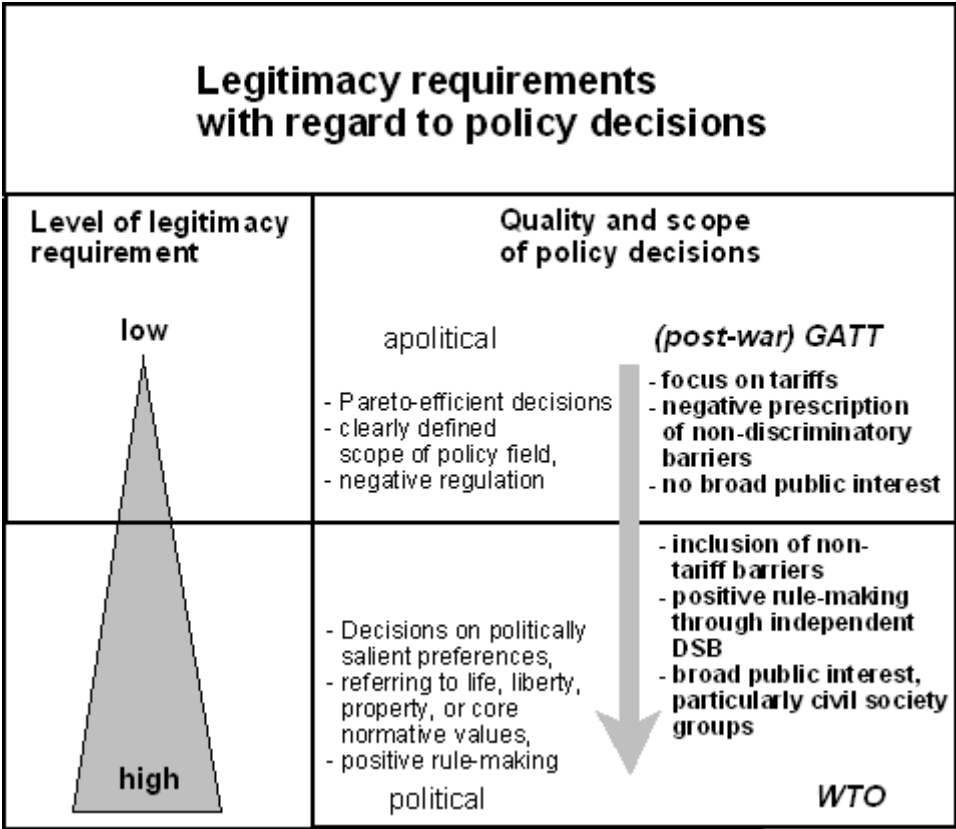 Legitimacy requirements
with regard to policy decisions
Level of legitimacy
requirement
low
high
Quality and scope
of policy decisions
apolitical
- Pareto-efficient decisions
- clearly defined
scope of policy field,
- negative regulation
(post-war) GATT
- focus on tariffs
- negative prescription
of non-discriminatory
barriers
- no broad public interest
- Decisions on politically
salient preferences,
- referring to life, liberty,
property, or core
normative values,
- positive rule-making
political
- inclusion of non-
tariff barriers
- positive rule-making
through independent
DSB
- broad public interest,
particularly civil society
groups
WTO